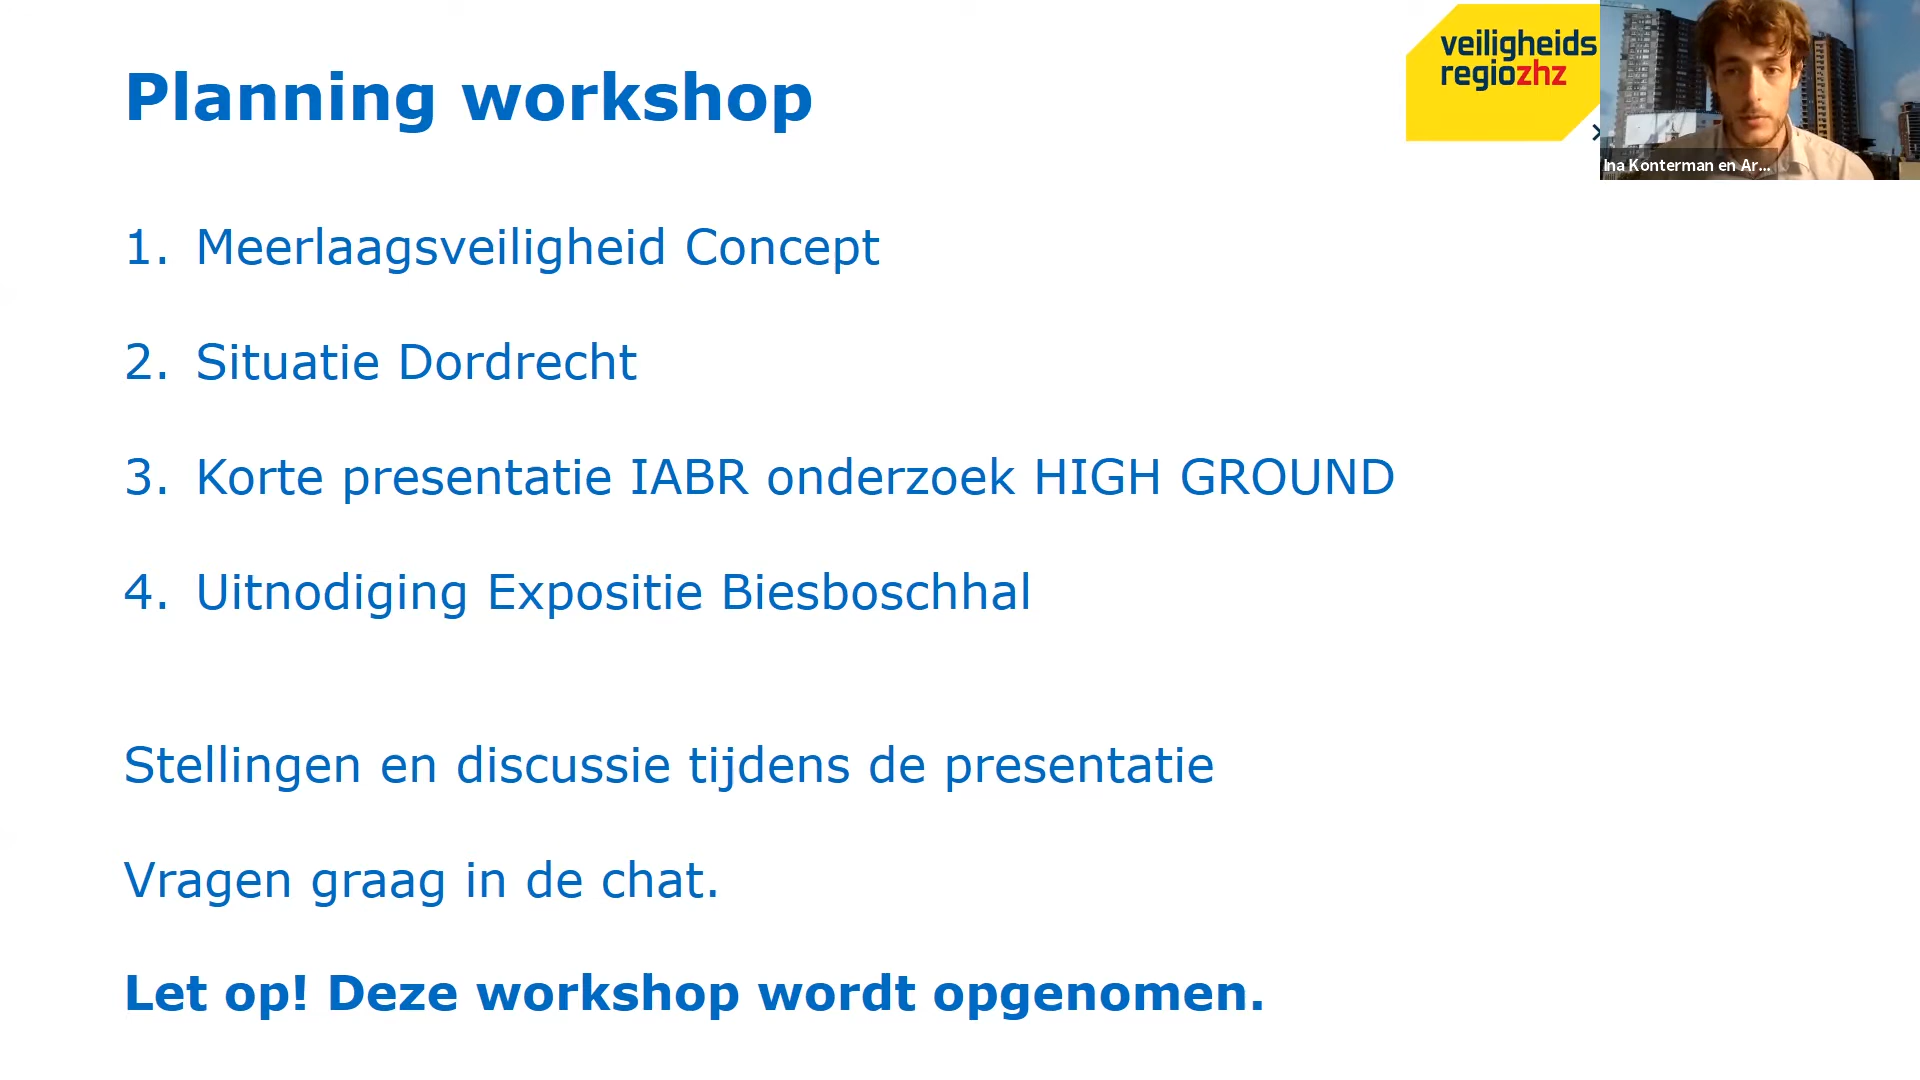 Planning workshop
veiligheids
regiozhz
Ina Konterman en Ar...
1. Meerlaagsveiligheid Concept
2. Situatie Dordrecht
3. Korte presentatie IABR onderzoek HIGH GROUND
4. Uitnodiging Expositie Biesboschhal
Stellingen en discussie tijdens de presentatie
Vragen graag in de chat.
Let op! Deze workshop wordt opgenomen.